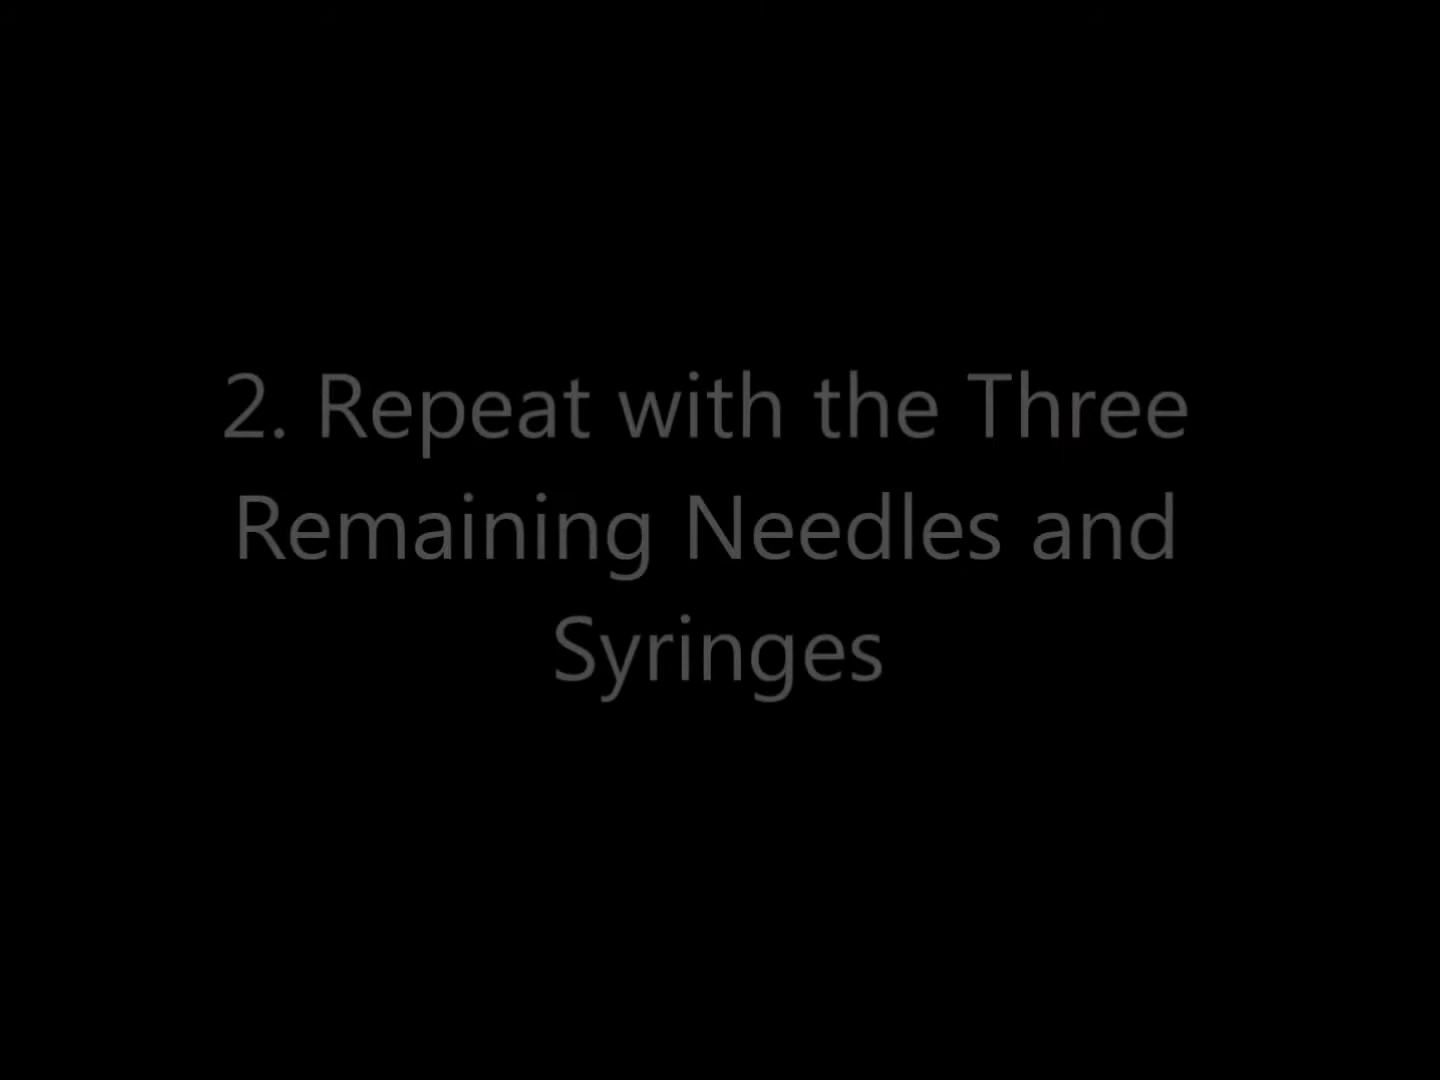 2. Repeat with the Three
Remaining Needles and
Syringes